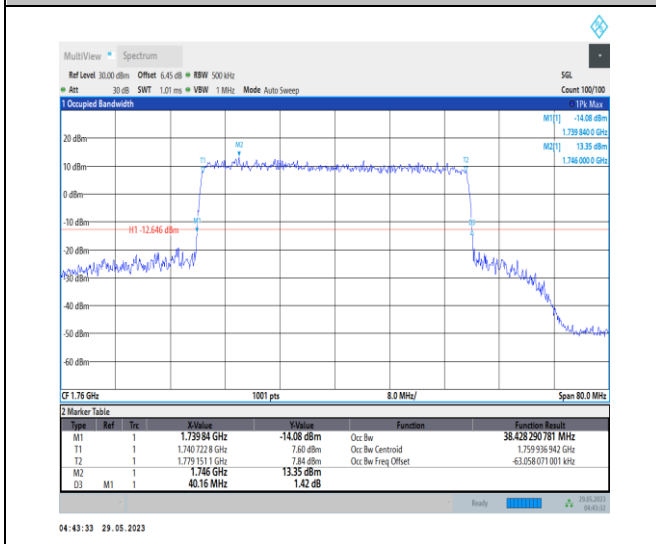 MultiView Spectrum
Ref Level 30.00 dBm Offset 6.45 dB RBW 500 kHz SGL
Att 30 dB SWT 1.01 ms VBW 1 MHz Mode Auto Sweep Count 100/100
1 Occupied Bandwidth 1Pk Max
M1[1] -14.08 dBm
1.739 840 0 GHz
M2[1] 13.35 dBm
1.746 000 0 GHz
20 dBm
M2
T1 T2
10 dBm
0 dBm
-10 dBm
M1 D3
H1 -12.646 dBm
-20 dBm
-30 dBm
-40 dBm
-50 dBm
-60 dBm
CF 1.76 GHz 1001 pts 8.0 MHz/ Span 80.0 MHz
2 Marker Table
Type Ref Trc X-Value Y-Value Function Function Result
M1 1 1.739 84 GHz -14.08 dBm Occ Bw 38.428 290 781 MHz
T1 1 1.740 722 8 GHz 7.60 dBm Occ Bw Centroid 1.759 936 942 GHz
T2 1 1.779 151 1 GHz 7.84 dBm Occ Bw Freq Offset -63.058 071 001 kHz
M2 1 1.746 GHz 13.35 dBm
D3 M1 1 40.16 MHz 1.42 dB
Ready 29.05.2023
04:43:32
04:43:33 29.05.2023